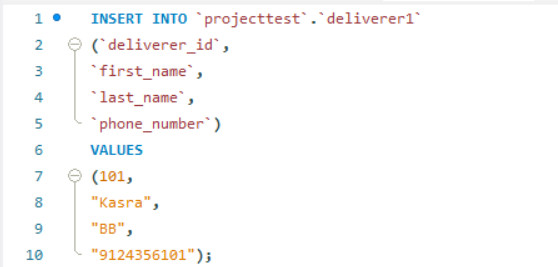 1 INSERT INTO `projecttest`.`deliverer1`
2 (`deliverer_id`,
3 `first_name`,
4 `last_name`,
5 `phone_number`)
6 VALUES
7 (101,
8 "Kasra",
9 "BB",
10 "9124356101");